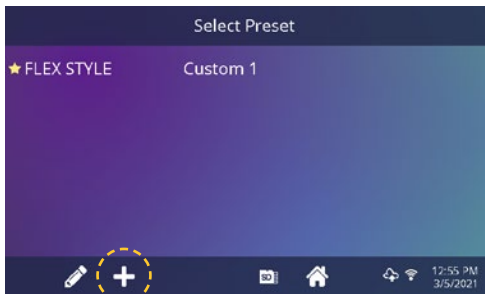 Select Preset
FLEX STYLE Custom 1
SD
12:55 PM
3/5/2021